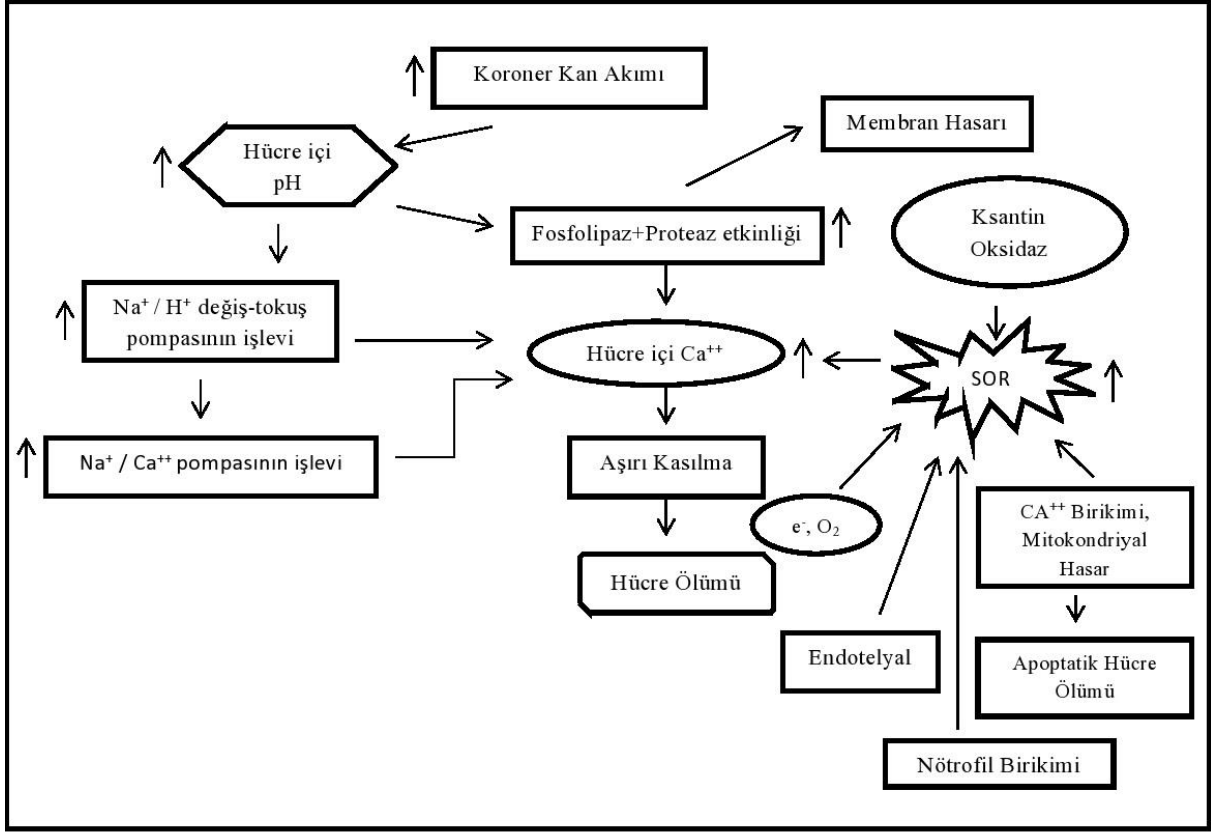 Koroner Kan Akımı
Membran Hasarı
Hücre içi
pH
Ksantin
Oksidaz
Fosfolipaz+Proteaz etkinliği
Na⁺ / H⁺ değiş-tokuş
pompasının işlevi
Hücre içi Ca⁺⁺
SOR
Na⁺ / Ca⁺⁺ pompasının işlevi
Aşırı Kasılma
e⁻, O₂
CA⁺⁺ Birikimi,
Mitokondriyal
Hasar
Hücre Ölümü
Endotelyal
Apoptatik Hücre
Ölümü
Nötrofil Birikimi